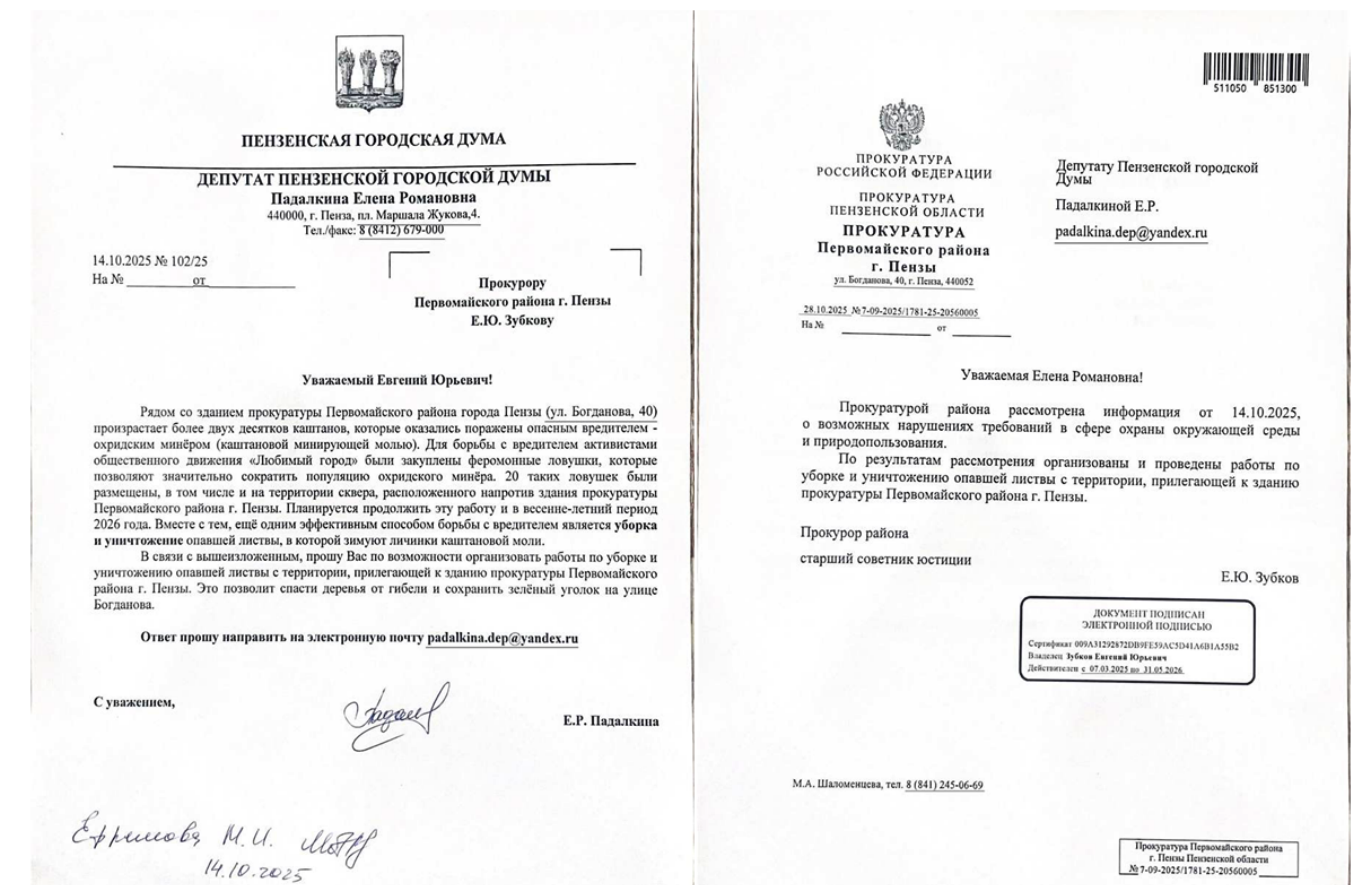 ПЕНЗЕНСКАЯ ГОРОДСКАЯ ДУМА
ДЕПУТАТ ПЕНЗЕНСКОЙ ГОРОДСКОЙ ДУМЫ
Падалкина Елена Романовна
440000, г. Пенза, пл. Маршала Жукова,4.
Тел./факс: 8 (8412) 679-000
14.10.2025 № 102/25
На № от
Прокурору
Первомайского района г. Пензы
Е.Ю. Зубкову
Уважаемый Евгений Юрьевич!
Рядом со зданием прокуратуры Первомайского района города Пензы (ул. Богданова, 40)
произрастает более двух десятков каштанов, которые оказались поражены опасным вредителем -
охридским минёром (каштановой минирующей молью). Для борьбы с вредителем активистами
общественного движения «Любимый город» были закуплены феромонные ловушки, которые
позволяют значительно сократить популяцию охридского минёра. 20 таких ловушек были
размещены, в том числе и на территории сквера, расположенного напротив здания прокуратуры
Первомайского района г. Пензы. Планируется продолжить эту работу и в весенне-летний период
2026 года. Вместе с тем, ещё одним эффективным способом борьбы с вредителем является уборка
и уничтожение опавшей листвы, в которой зимуют личинки каштановой моли.
В связи с вышеизложенным, прошу Вас по возможности организовать работы по уборке и
уничтожению опавшей листвы с территории, прилегающей к зданию прокуратуры Первомайского
района г. Пензы. Это позволит спасти деревья от гибели и сохранить зелёный уголок на улице
Богданова.
Ответ прошу направить на электронную почту padalkina.dep@yandex.ru
С уважением,
Е.Р. Падалкина
Ефримова М.И.
14.10.2025
511050 851300
ПРОКУРАТУРА
РОССИЙСКОЙ ФЕДЕРАЦИИ
ПРОКУРАТУРА
ПЕНЗЕНСКОЙ ОБЛАСТИ
ПРОКУРАТУРА
Первомайского района
г. Пензы
ул. Богданова, 40, г. Пенза, 440052
28.10.2025 № 7-09-2025/1781-25-20560005
На № от
Депутату Пензенской городской
Думы
Падалкиной Е.Р.
padalkina.dep@yandex.ru
Уважаемая Елена Романовна!
Прокуратурой района рассмотрена информация от 14.10.2025,
о возможных нарушениях требований в сфере охраны окружающей среды
и природопользования.
По результатам рассмотрения организованы и проведены работы по
уборке и уничтожению опавшей листвы с территории, прилегающей к зданию
прокуратуры Первомайского района г. Пензы.
Прокурор района
старший советник юстиции
Е.Ю. Зубков
ДОКУМЕНТ ПОДПИСАН
ЭЛЕКТРОННОЙ ПОДПИСЬЮ
Сертификат 009A31292872DB9FE59AC5D41A6B1A55B2
Владелец Зубков Евгений Юрьевич
Действителен с 07.03.2025 по 31.05.2026
М.А. Шаломенцева, тел. 8 (841) 245-06-69
Прокуратура Первомайского района
г. Пензы Пензенской области
№ 7-09-2025/1781-25-20560005